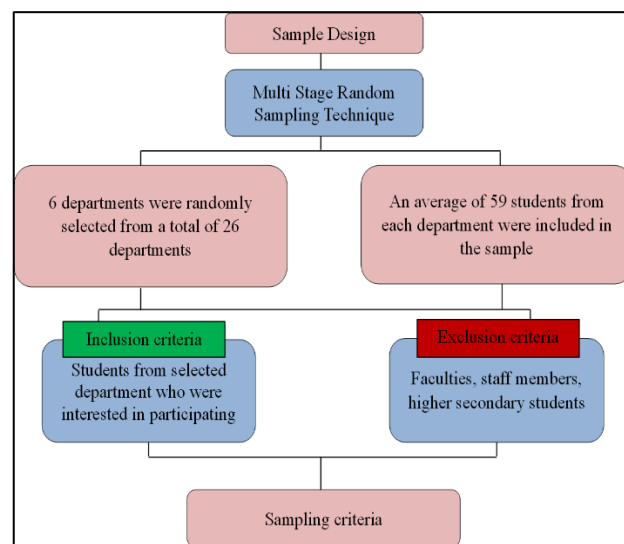 Sample Design
Multi Stage Random
Sampling Technique
6 departments were randomly
selected from a total of 26
departments
An average of 59 students from
each department were included in
the sample
Inclusion criteria
Students from selected
department who were
interested in participating
Exclusion criteria
Faculties, staff members,
higher secondary students
Sampling criteria